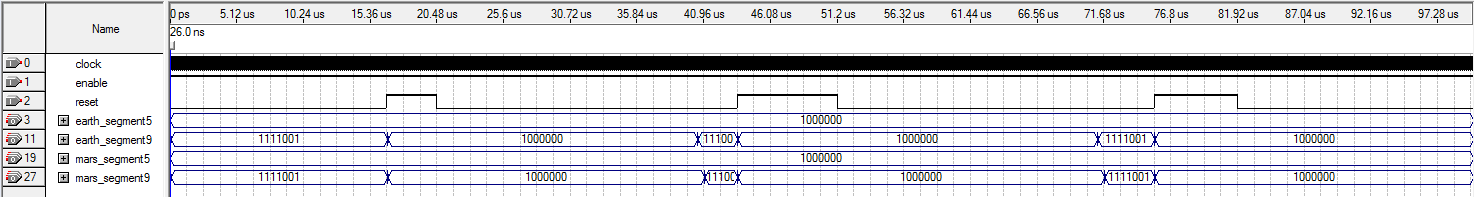 Name
0 ps 5.12 us 10.24 us 15.36 us 20.48 us 25.6 us 30.72 us 35.84 us 40.96 us 46.08 us 51.2 us 56.32 us 61.44 us 66.56 us 71.68 us 76.8 us 81.92 us 87.04 us 92.16 us 97.28 us
26.0 ns
0 clock
1 enable
2 reset
3 earth_segment5 1000000
11 earth_segment9 1111001 1000000 11100 1000000 1111001 1000000
19 mars_segment5 1000000
27 mars_segment9 1111001 1000000 1110 1000000 1111001 1000000